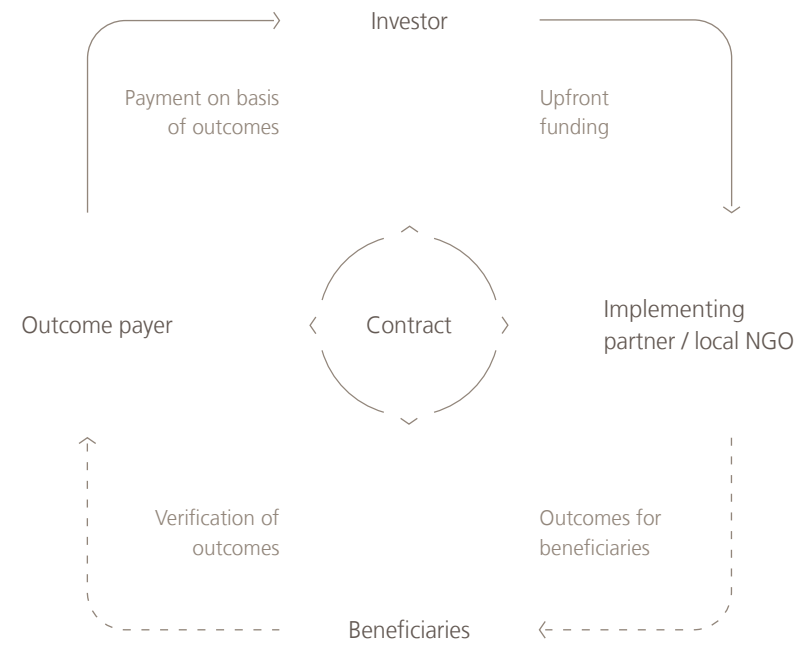 Investor
Payment on basis
of outcomes
Upfront
funding
Outcome payer
Contract
Implementing
partner / local NGO
Verification of
outcomes
Outcomes for
beneficiaries
Beneficiaries